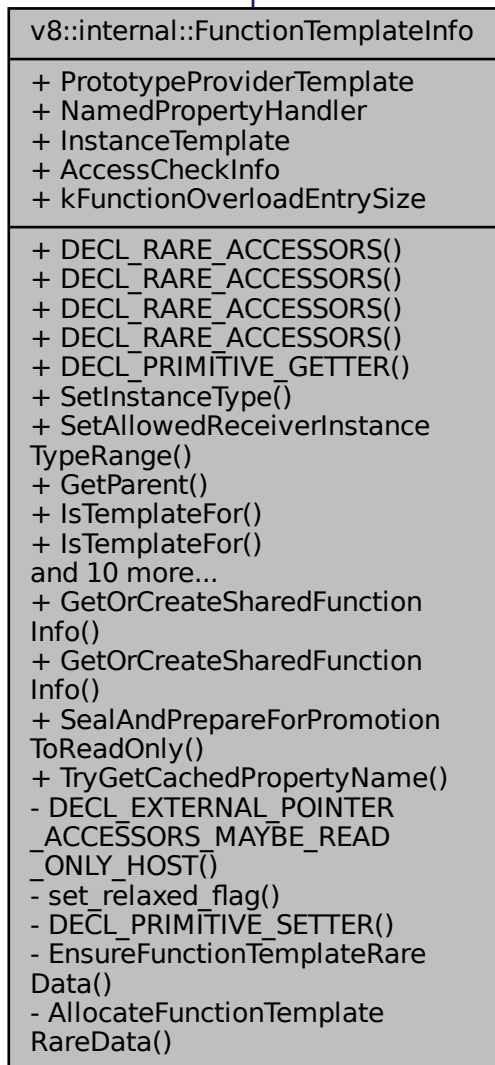 v8::internal::FunctionTemplateInfo
+ PrototypeProviderTemplate
+ NamedPropertyHandler
+ InstanceTemplate
+ AccessCheckInfo
+ kFunctionOverloadEntrySize
+ DECL_RARE_ACCESSORS()
+ DECL_RARE_ACCESSORS()
+ DECL_RARE_ACCESSORS()
+ DECL_RARE_ACCESSORS()
+ DECL_PRIMITIVE_GETTER()
+ SetInstanceType()
+ SetAllowedReceiverInstance
TypeRange()
+ GetParent()
+ IsTemplateFor()
+ IsTemplateFor()
and 10 more...
+ GetOrCreateSharedFunction
Info()
+ GetOrCreateSharedFunction
Info()
+ SealAndPrepareForPromotion
ToReadOnly()
+ TryGetCachedPropertyName()
- DECL_EXTERNAL_POINTER
_ACCESSORS_MAYBE_READ
_ONLY_HOST()
- set_relaxed_flag()
- DECL_PRIMITIVE_SETTER()
- EnsureFunctionTemplateRare
Data()
- AllocateFunctionTemplate
RareData()